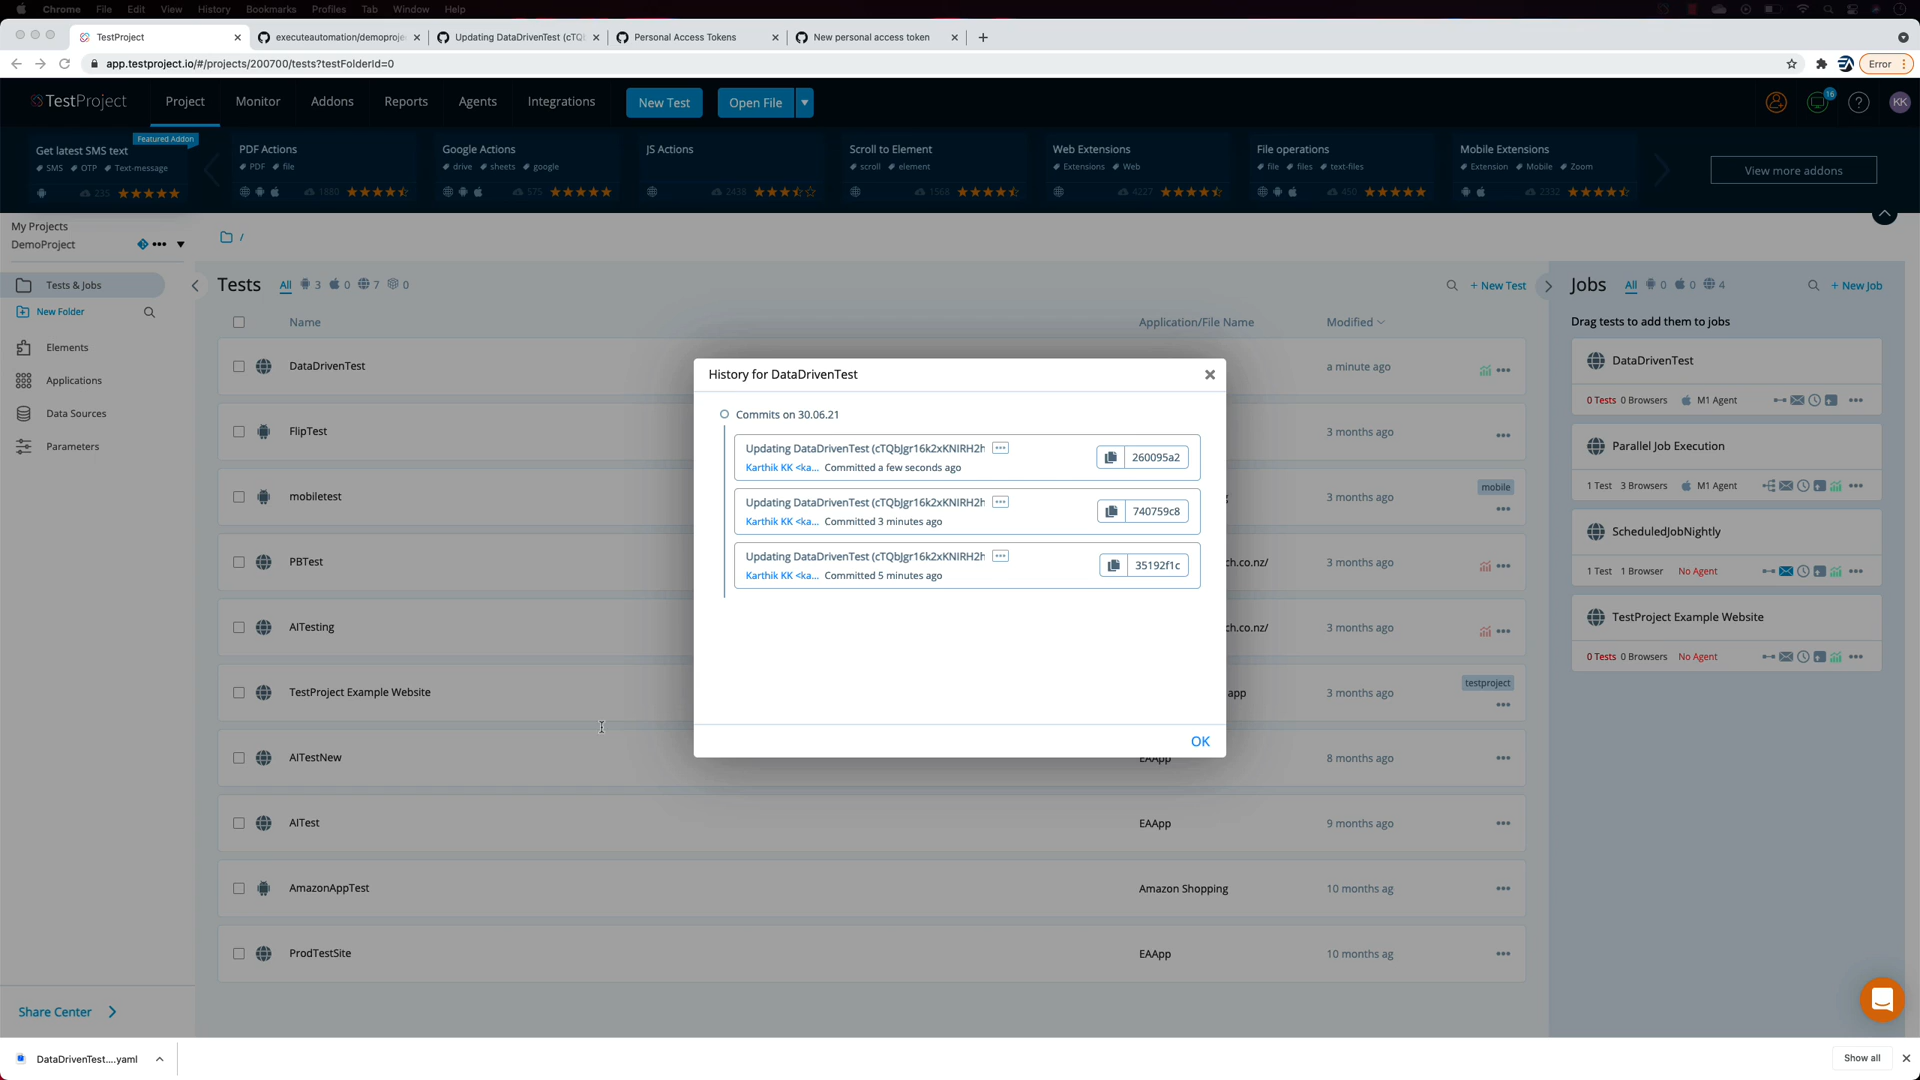 Chrome File Edit View History Bookmarks Profiles Tab Window Help
TestProject
executeautomation/demoproje
Updating DataDrivenTest (cTQ
Personal Access Tokens
New personal access token
app.testproject.io/#/projects/200700/tests?testFolderId=0
Error
TestProject
Project
Monitor
Addons
Reports
Agents
Integrations
New Test
Open File
16
KK
Featured Addon
Get latest SMS text
SMS OTP Text-message
235
PDF Actions
PDF file
1880
Google Actions
drive sheets google
575
JS Actions
2438
Scroll to Element
scroll element
1568
Web Extensions
Extensions Web
4227
File operations
file files text-files
450
Mobile Extensions
Extension Mobile Zoom
2332
View more addons
My Projects
DemoProject
/
Tests & Jobs
New Folder
Elements
Applications
Data Sources
Parameters
Share Center
Tests All 3 0 7 0
+ New Test
Name
Application/File Name
Modified
DataDrivenTest
a minute ago
FlipTest
3 months ago
mobiletest
3 months ago
mobile
PBTest
ch.co.nz/
3 months ago
AITesting
ch.co.nz/
3 months ago
TestProject Example Website
app
3 months ago
testproject
AITestNew
EAApp
8 months ago
AITest
EAApp
9 months ago
AmazonAppTest
Amazon Shopping
10 months ag
ProdTestSite
EAApp
10 months ag
History for DataDrivenTest
Commits on 30.06.21
Updating DataDrivenTest (cTQbJgr16k2xKNIRH2h
Karthik KK <ka... Committed a few seconds ago
260095a2
Updating DataDrivenTest (cTQbJgr16k2xKNIRH2h
Karthik KK <ka... Committed 3 minutes ago
740759c8
Updating DataDrivenTest (cTQbJgr16k2xKNIRH2h
Karthik KK <ka... Committed 5 minutes ago
35192f1c
OK
Jobs All 0 0 4
+ New Job
Drag tests to add them to jobs
DataDrivenTest
0 Tests 0 Browsers M1 Agent
Parallel Job Execution
1 Test 3 Browsers M1 Agent
ScheduledJobNightly
1 Test 1 Browser No Agent
TestProject Example Website
0 Tests 0 Browsers No Agent
DataDrivenTest....yaml
Show all